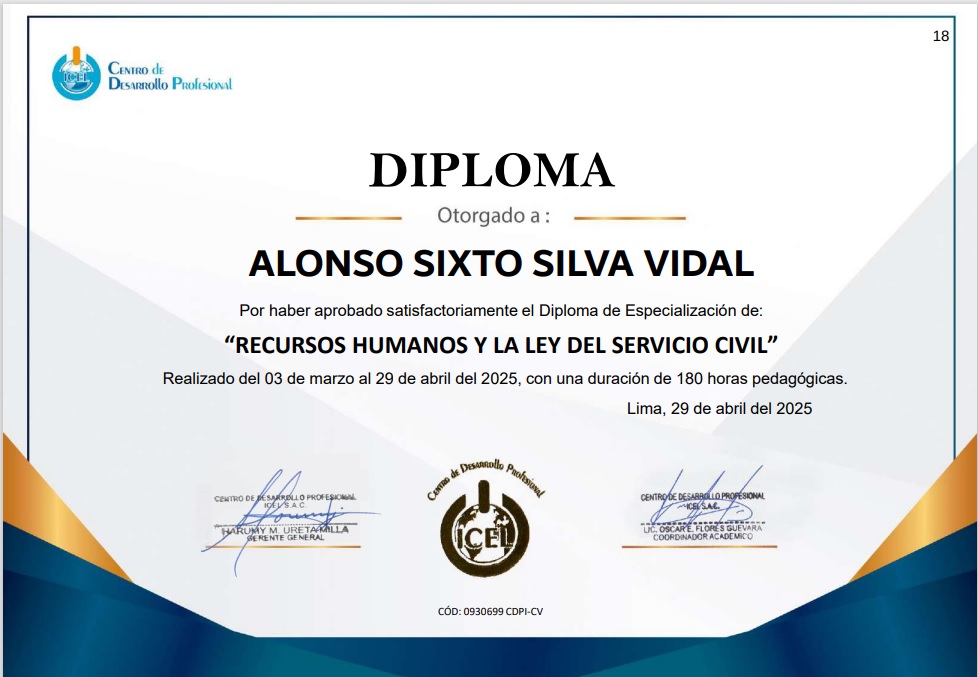 18
ICEL
Centro de
Desarrollo Profesional
DIPLOMA
Otorgado a :
ALONSO SIXTO SILVA VIDAL
Por haber aprobado satisfactoriamente el Diploma de Especialización de:
“RECURSOS HUMANOS Y LA LEY DEL SERVICIO CIVIL”
Realizado del 03 de marzo al 29 de abril del 2025, con una duración de 180 horas pedagógicas.
Lima, 29 de abril del 2025
CENTRO DE DESARROLLO PROFESIONAL
ICEL S.A.C.
HARUMY M. URETA MILLA
GERENTE GENERAL
Centro de Desarrollo Profesional
ICEL
CENTRO DE DESARROLLO PROFESIONAL
ICEL S.A.C.
LIC. OSCAR E. FLORES GUEVARA
COORDINADOR ACADEMICO
CÓD: 0930699 CDPI-CV